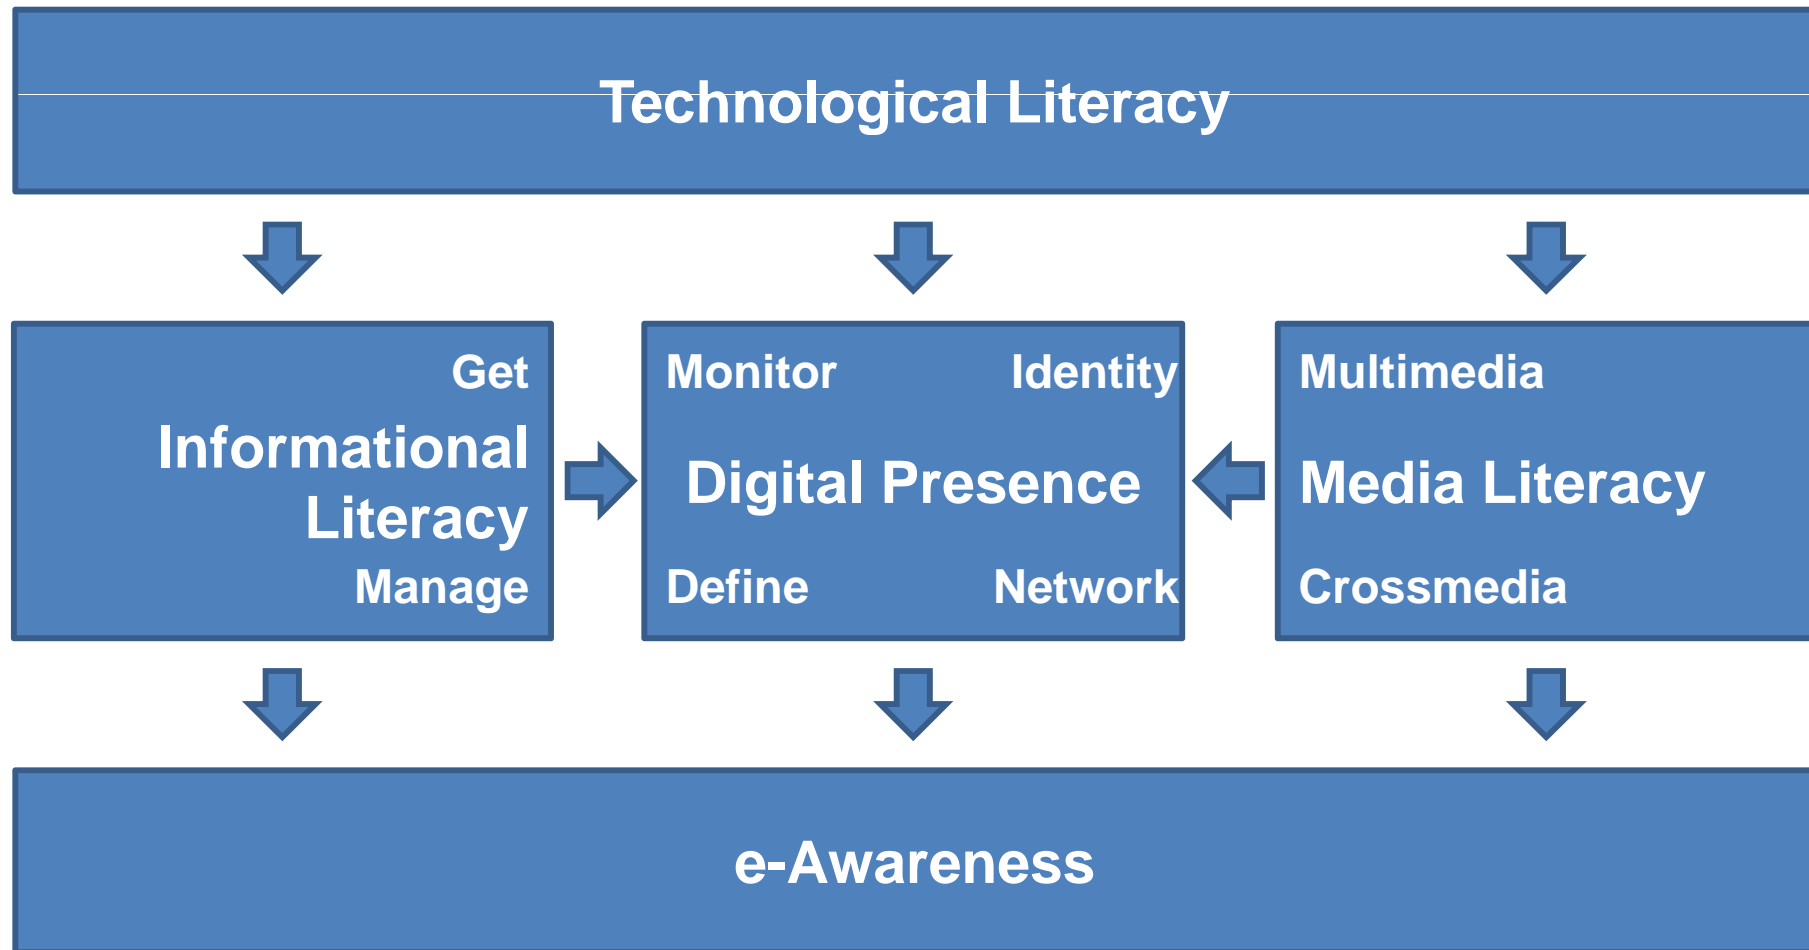 Technological Literacy
Get
Informational
Literacy
Manage
Monitor
Identity
Digital Presence
Define
Network
Multimedia
Media Literacy
Crossmedia
e-Awareness